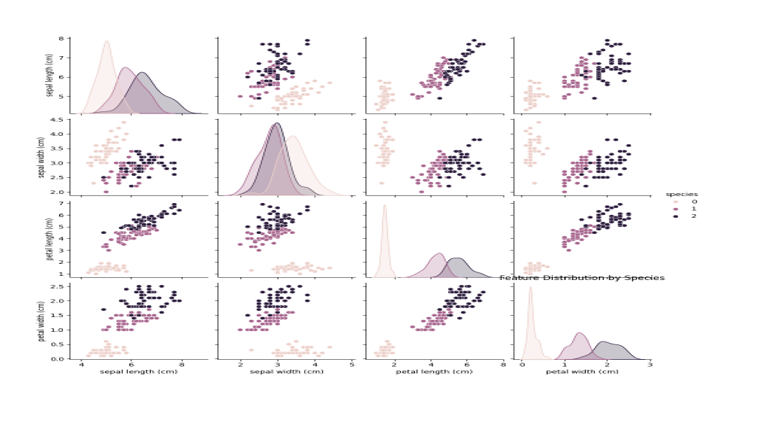 sepal length (cm)
8
7
6
5
sepal width (cm)
4.5
4.0
3.5
3.0
2.5
2.0
petal length (cm)
7
6
5
4
3
2
1
species
0
1
2
Feature Distribution by Species
petal width (cm)
2.5
2.0
1.5
1.0
0.5
0.0
4 6 8
2 3 4 5
2 4 6 8
0 1 2 3
sepal length (cm)
sepal width (cm)
petal length (cm)
petal width (cm)